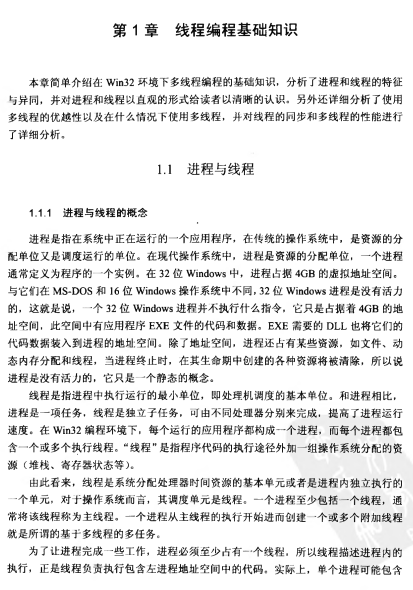 第 1 章　线程编程基础知识
本章简单介绍在 Win32 环境下多线程编程的基础知识，分析了进程和线程的特征
与异同，并对进程和线程以直观的形式给读者以清晰的认识。另外还详细分析了使用
多线程的优越性以及在什么情况下使用多线程，并对线程的同步和多线程的性能进行
了详细分析。
1.1　进程与线程
1.1.1　进程与线程的概念
进程是指在系统中正在运行的一个应用程序，在传统的操作系统中，是资源的分
配单位又是调度运行的单位。在现代操作系统中，进程是资源的分配单位，一个进程
通常定义为程序的一个实例。在 32 位 Windows 中，进程占据 4GB 的虚拟地址空间。
与它们在 MS-DOS 和 16 位 Windows 操作系统中不同，32 位 Windows 进程是没有活力
的，这就是说，一个 32 位 Windows 进程并不执行什么指令，它只是占据着 4GB 的地
址空间，此空间中有应用程序 EXE 文件的代码和数据。EXE 需要的 DLL 也将它们的
代码数据装入到进程的地址空间。除了地址空间，进程还占有某些资源，如文件、动
态内存分配和线程，当进程终止时，在其生命期中创建的各种资源将被清除，所以说
进程是没有活力的，它只是一个静态的概念。
线程是指进程中执行运行的最小单位，即处理机调度的基本单位。和进程相比，
进程是一项任务，线程是独立子任务，可由不同处理器分别来完成，提高了进程运行
速度。在 Win32 编程环境下，每个运行的应用程序都构成一个进程，而每个进程都包
含一个或多个执行线程。“线程”是指程序代码的执行途径外加一组操作系统分配的资
源（堆栈、寄存器状态等）。
由此看来，线程是系统分配处理器时间资源的基本单元或者是进程内独立执行的
一个单元，对于操作系统而言，其调度单元是线程。一个进程至少包括一个线程，通
常将该线程称为主线程。一个进程从主线程的执行开始进而创建一个或多个附加线程
就是所谓的基于多线程的多任务。
为了让进程完成一些工作，进程必须至少占有一个线程，所以线程描述进程内的
执行，正是线程负责执行包含左进程地址空间中的代码。实际上，单个进程可能包含